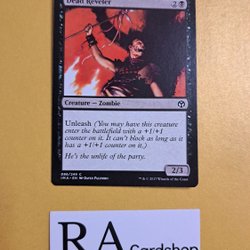 Dead Reveler 2
Creature — Zombie
Unleash (You may have this creature
enter the battlefield with a +1/+1
counter on it. It can't block as long as it
has a +1/+1 counter on it.)
He's the unlife of the party.
2/3
RA Cardshop